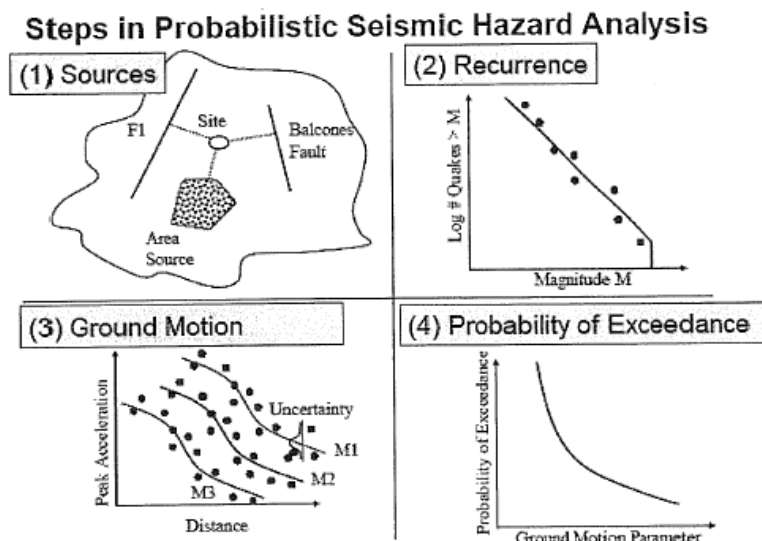 Steps in Probabilistic Seismic Hazard Analysis
(1) Sources
F1
Site
Balcones
Fault
Area
Source
(2) Recurrence
Log # Quakes > M
Magnitude M
(3) Ground Motion
Peak Acceleration
Uncertainty
M1
M2
M3
Distance
(4) Probability of Exceedance
Probability of Exceedance
Ground Motion Parameter